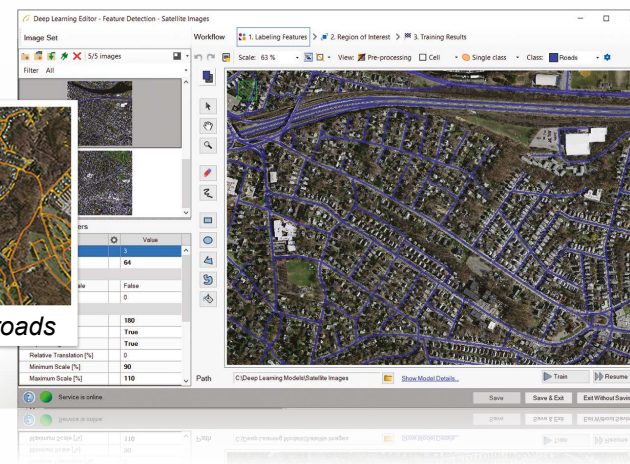 Deep Learning Editor - Feature Detection - Satellite Images
Image Set
Workflow
1. Labeling Features
2. Region of Interest
3. Training Results
5/5 images
Scale: 63 %
View:
Pre-processing
Cell
Single class
Class:
Roads
Filter All
roads
ers
Value
3
64
ale
False
0
180
True
True
Relative Translation [%]
0
Minimum Scale [%]
90
Maximum Scale [%]
110
Path
C:\Deep Learning Models\Satellite Images
Show Model Details...
Train
Resume
Service is online.
Save
Save & Exit
Exit Without Savin